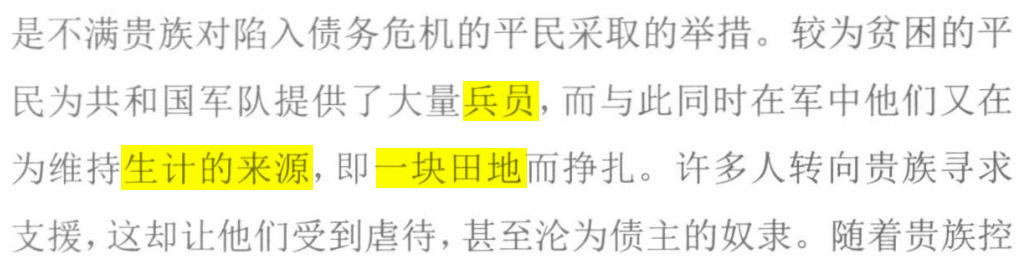 是不满贵族对陷入债务危机的平民采取的举措。较为贫困的平
民为共和国军队提供了大量兵员,而与此同时在军中他们又在
为维持生计的来源,即一块田地而挣扎。许多人转向贵族寻求
支援,这却让他们受到虐待,甚至沦为债主的奴隶。随着贵族控